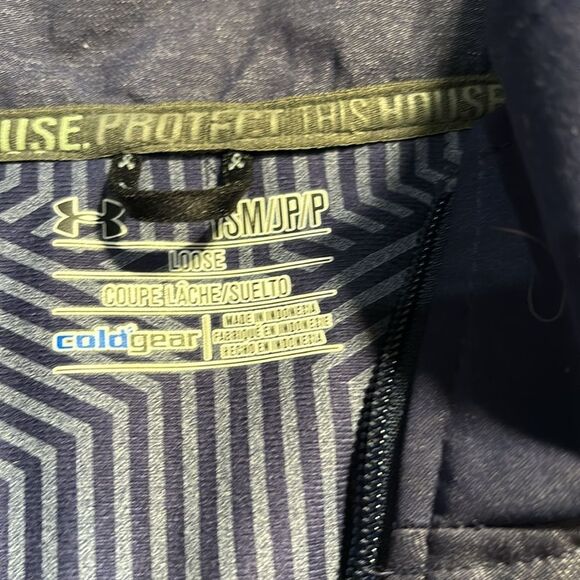 USE. PROTECT THIS HOUSE.
YSM/JP/P
LOOSE
COUPE LÂCHE/SUELTO
coldgear
MADE IN INDONESIA
FABRIQUÉ EN INDONÉSIE
HECHO EN INDONESIA